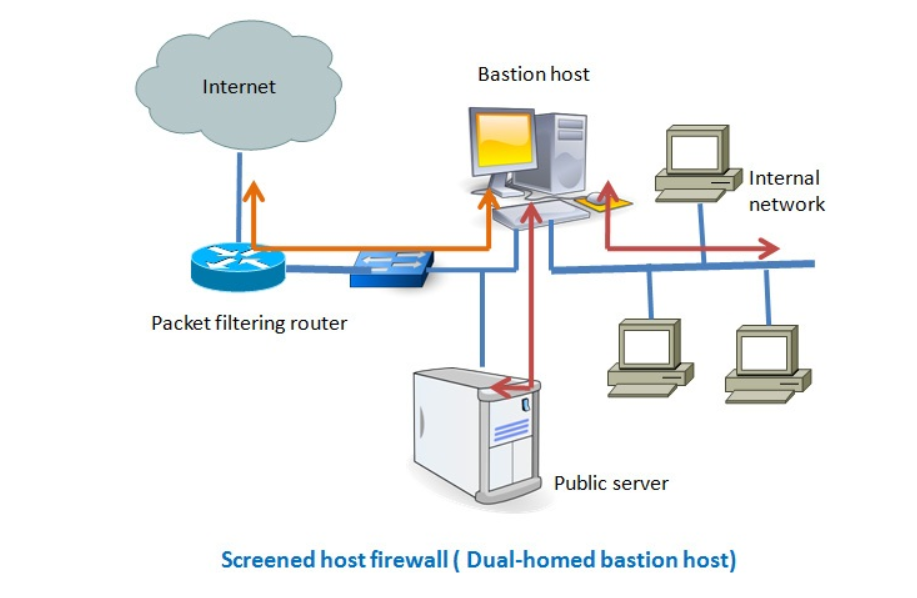 Internet
Bastion host
Internal
network
Packet filtering router
Public server
Screened host firewall ( Dual-homed bastion host)